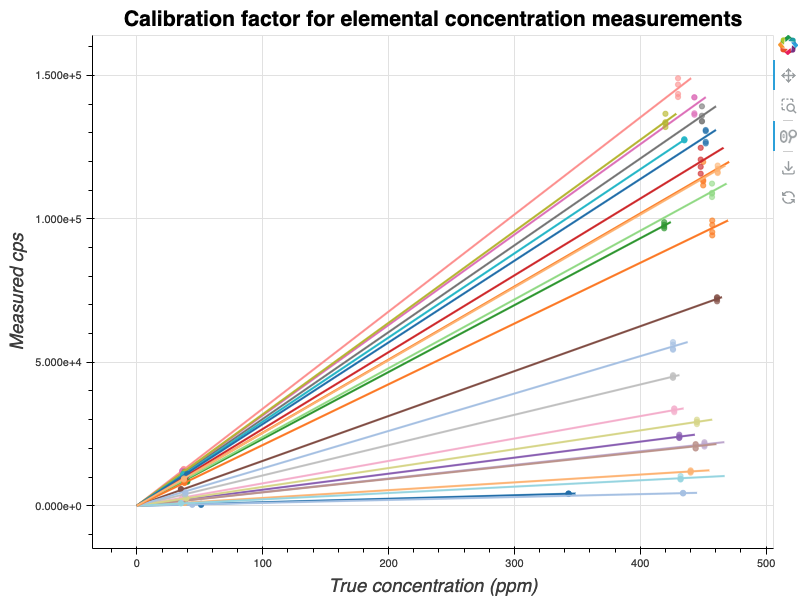 Calibration factor for elemental concentration measurements
1.500e+5
1.000e+5
5.000e+4
0.000e+0
Measured cps
0 100 200 300 400 500
True concentration (ppm)